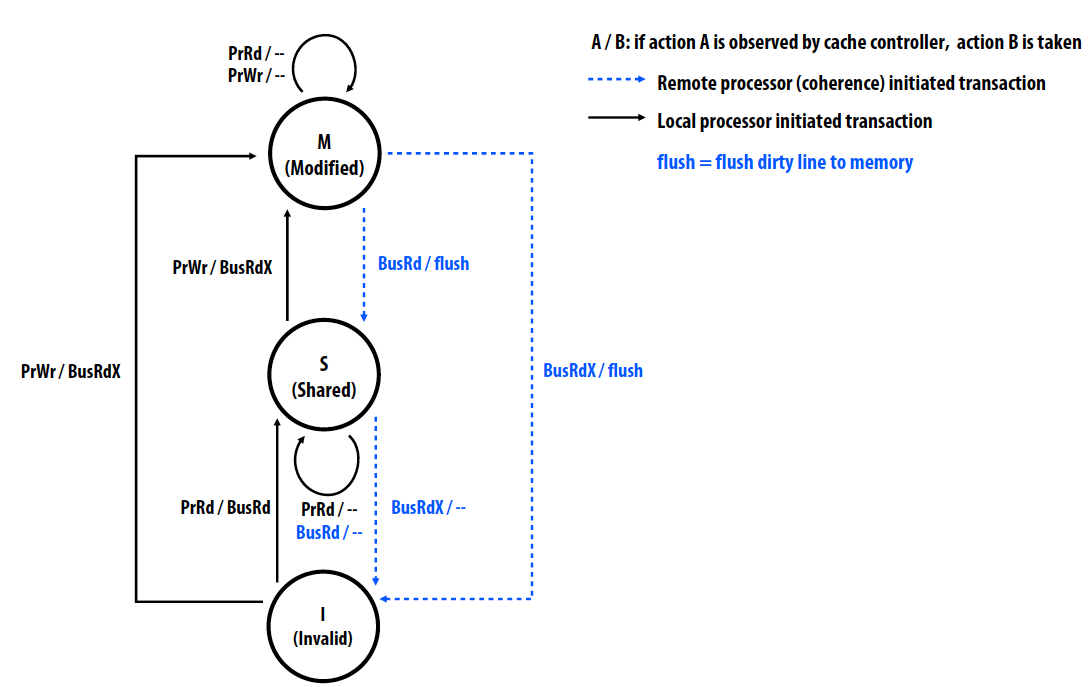 PrRd / --
PrWr / --
A / B: if action A is observed by cache controller, action B is taken
Remote processor (coherence) initiated transaction
Local processor initiated transaction
flush = flush dirty line to memory
M
(Modified)
PrWr / BusRdX
BusRd / flush
PrWr / BusRdX
S
(Shared)
BusRdX / flush
PrRd / BusRd
PrRd / --
BusRd / --
BusRdX / --
I
(Invalid)